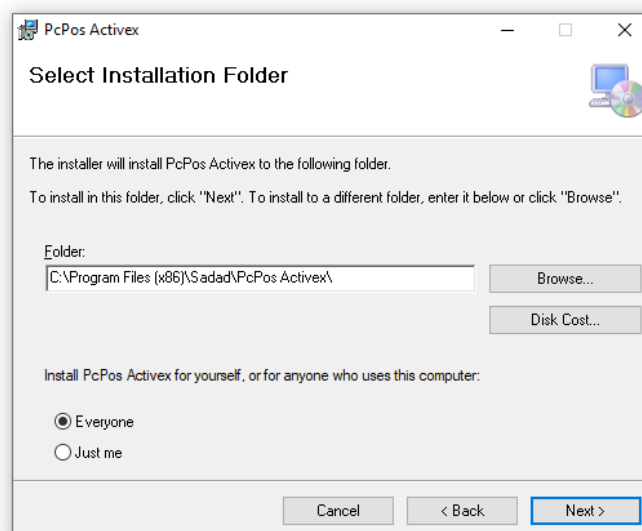 PcPos Activex
Select Installation Folder
The installer will install PcPos Activex to the following folder.
To install in this folder, click "Next". To install to a different folder, enter it below or click "Browse".
Folder:
C:\Program Files (x86)\Sadad\PcPos Activex\
Browse...
Disk Cost...
Install PcPos Activex for yourself, or for anyone who uses this computer:
Everyone
Just me
Cancel
< Back
Next >